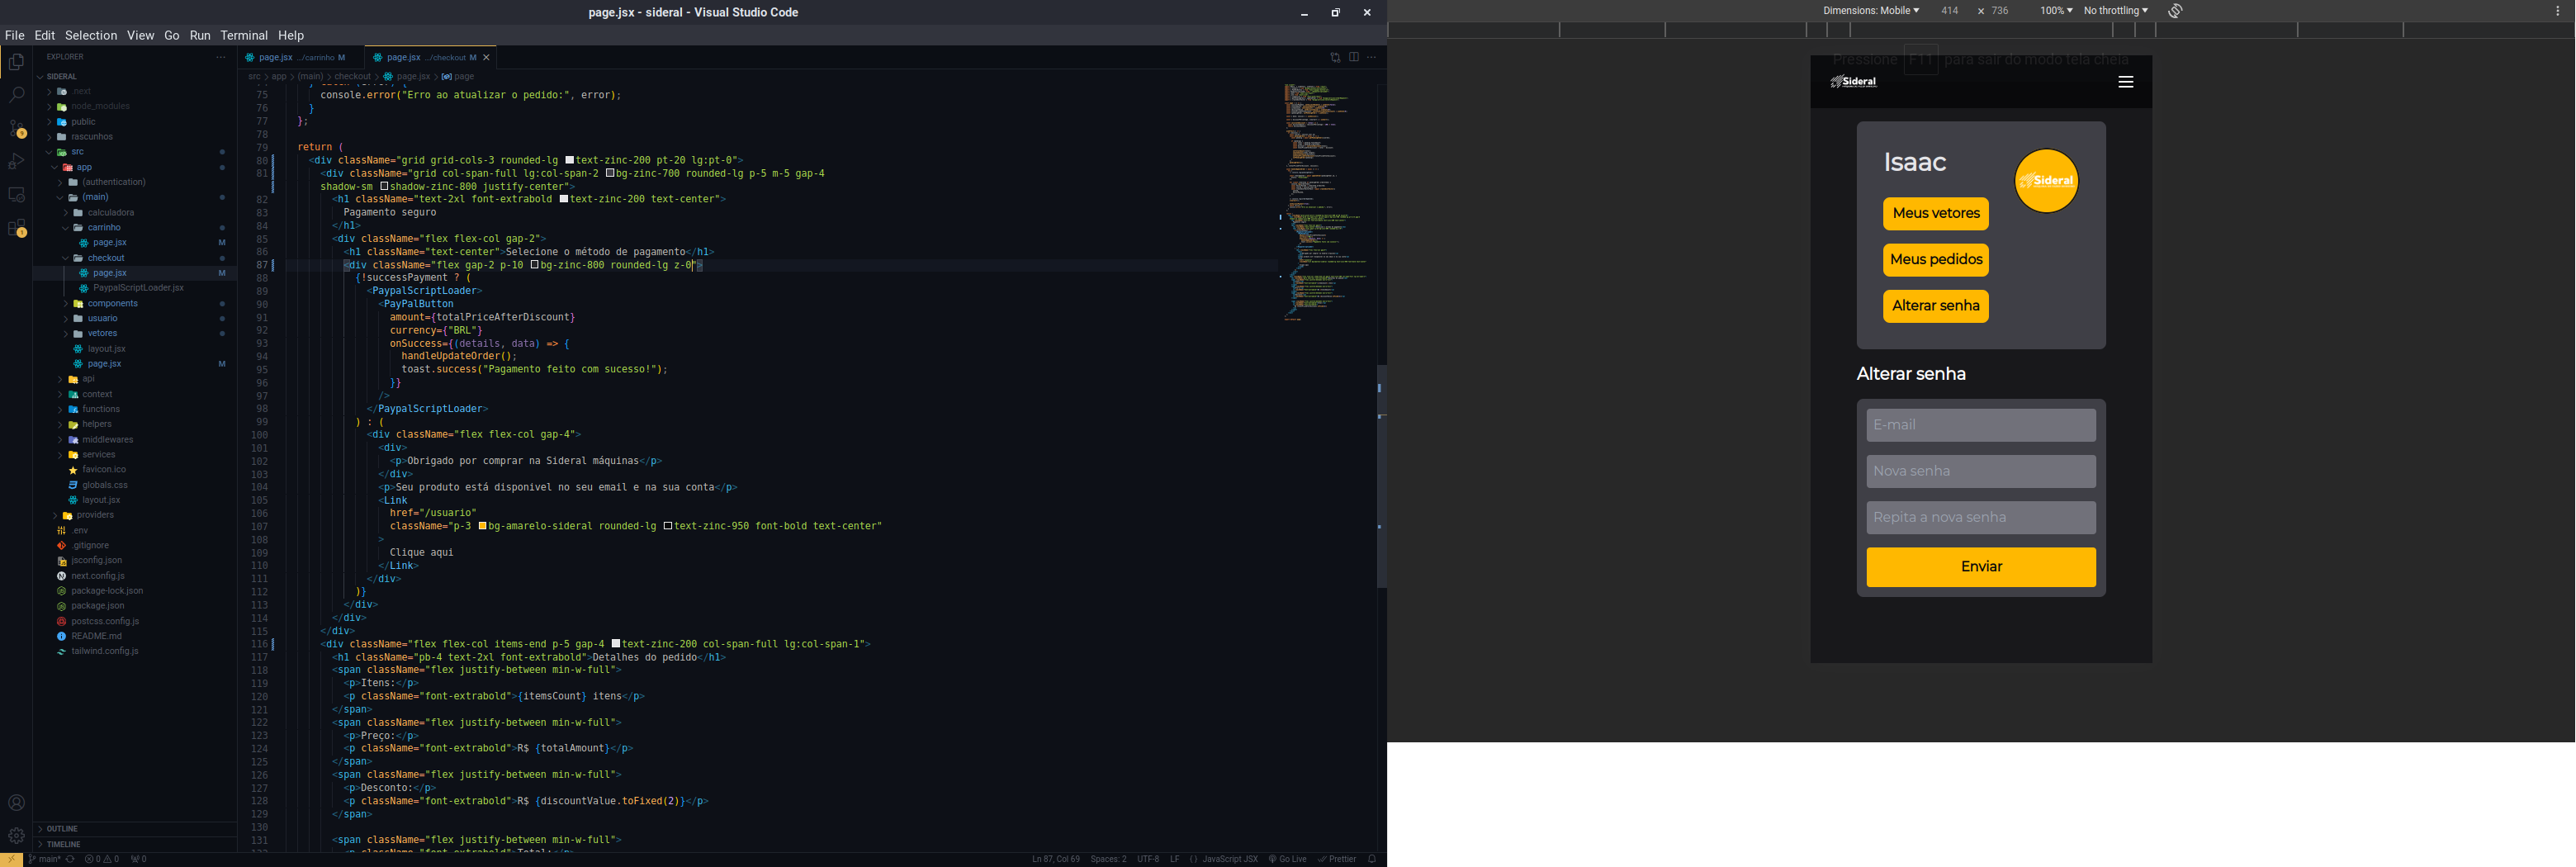 page.jsx - sideral - Visual Studio Code
File Edit Selection View Go Run Terminal Help
EXPLORER
SIDERAL
.next
node_modules
public
rascunhos
src
app
(authentication)
(main)
calculadora
carrinho
page.jsx M
checkout
page.jsx M
PaypalScriptLoader.jsx
components
usuario
vetores
layout.jsx
page.jsx M
api
context
functions
helpers
middlewares
services
favicon.ico
globals.css
layout.jsx
providers
.env
.gitignore
jsconfig.json
next.config.js
package-lock.json
package.json
postcss.config.js
README.md
tailwind.config.js
OUTLINE
TIMELINE
page.jsx .../carrinho M
page.jsx .../checkout M
src > app > (main) > checkout > page.jsx > page
75 console.error("Erro ao atualizar o pedido:", error);
76 }
77 };
78
79 return (
80 <div className="grid grid-cols-3 rounded-lg text-zinc-200 pt-20 lg:pt-0">
81 <div className="grid col-span-full lg:col-span-2 bg-zinc-700 rounded-lg p-5 m-5 gap-4
shadow-sm shadow-zinc-800 justify-center">
82 <h1 className="text-2xl font-extrabold text-zinc-200 text-center">
83 Pagamento seguro
84 </h1>
85 <div className="flex flex-col gap-2">
86 <h1 className="text-center">Selecione o método de pagamento</h1>
87 <div className="flex gap-2 p-10 bg-zinc-800 rounded-lg z-0">
88 {!successPayment ? (
89 <PaypalScriptLoader>
90 <PayPalButton
91 amount={totalPriceAfterDiscount}
92 currency={"BRL"}
93 onSuccess={(details, data) => {
94 handleUpdateOrder();
95 toast.success("Pagamento feito com sucesso!");
96 }}
97 />
98 </PaypalScriptLoader>
99 ) : (
100 <div className="flex flex-col gap-4">
101 <div>
102 <p>Obrigado por comprar na Sideral máquinas</p>
103 </div>
104 <p>Seu produto está disponivel no seu email e na sua conta</p>
105 <Link
106 href="/usuario"
107 className="p-3 bg-amarelo-sideral rounded-lg text-zinc-950 font-bold text-center"
108 >
109 Clique aqui
110 </Link>
111 </div>
112 )}
113 </div>
114 </div>
115 </div>
116 <div className="flex flex-col items-end p-5 gap-4 text-zinc-200 col-span-full lg:col-span-1">
117 <h1 className="pb-4 text-2xl font-extrabold">Detalhes do pedido</h1>
118 <span className="flex justify-between min-w-full">
119 <p>Itens:</p>
120 <p className="font-extrabold">{itemsCount} itens</p>
121 </span>
122 <span className="flex justify-between min-w-full">
123 <p>Preço:</p>
124 <p className="font-extrabold">R$ {totalAmount}</p>
125 </span>
126 <span className="flex justify-between min-w-full">
127 <p>Desconto:</p>
128 <p className="font-extrabold">R$ {discountValue.toFixed(2)}</p>
129 </span>
130
131 <span className="flex justify-between min-w-full">
main* 0 0 0
Ln 87, Col 69 Spaces: 2 UTF-8 LF {} JavaScript JSX Go Live Prettier
Dimensions: Mobile 414 × 736 100% No throttling
Pressione F11 para sair do modo tela cheia
Sideral
Isaac
Sideral
Meus vetores
Meus pedidos
Alterar senha
Alterar senha
E-mail
Nova senha
Repita a nova senha
Enviar